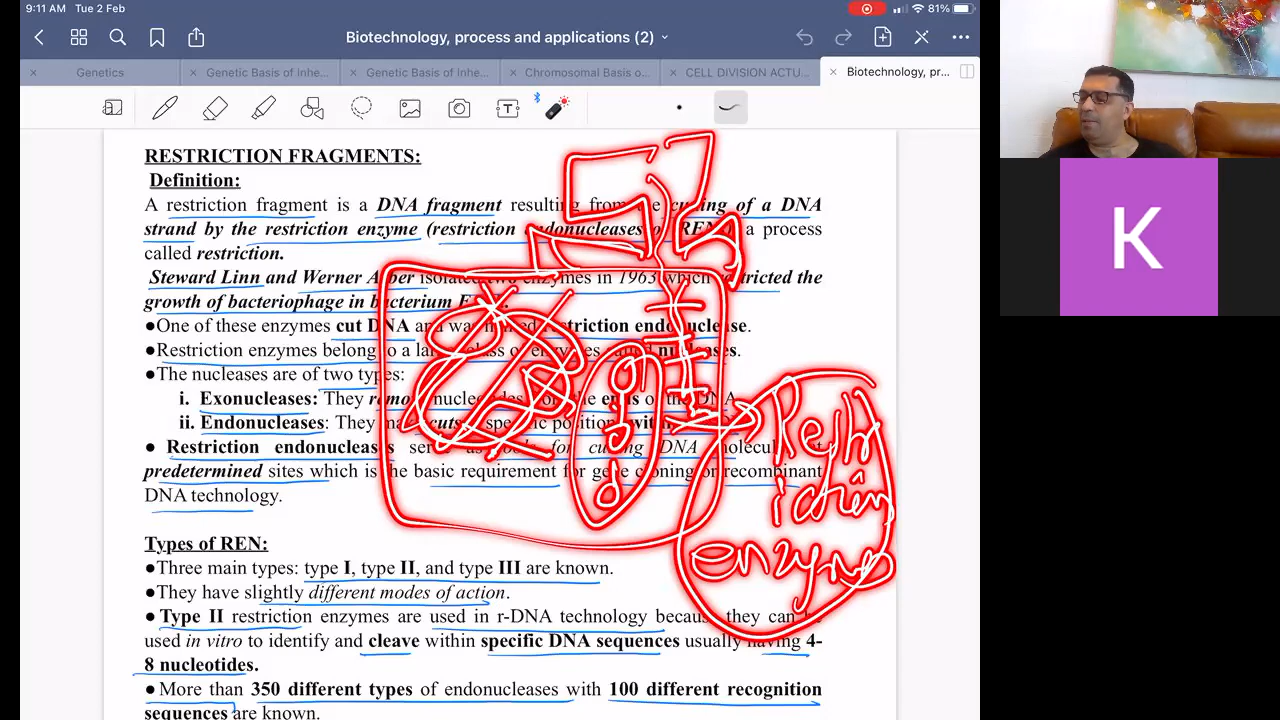 9:11 AM Tue 2 Feb
81%
Biotechnology, process and applications (2)
Genetics
Genetic Basis of Inhe...
Genetic Basis of Inhe...
Chromosomal Basis o...
CELL DIVISION ACTU...
Biotechnology, pr...
RESTRICTION FRAGMENTS:
Definition:
A restriction fragment is a DNA fragment resulting from the cutting of a DNA
strand by the restriction enzyme (restriction endonucleases or REN), a process
called restriction.
Steward Linn and Werner Arber isolated two enzymes in 1963 which restricted the
growth of bacteriophage in bacterium
●One of these enzymes cut DNA and was named restriction endonuclease.
●Restriction enzymes belong to a large class of enzymes called nucleases.
●The nucleases are of two types:
i. Exonucleases: They remove nucleotides from the ends of the DNA
ii. Endonucleases: They make cuts specific position within
● Restriction endonucleases serve as tools for cutting DNA molecules at
predetermined sites which is the basic requirement for gene cloning or recombinant
DNA technology.
Restr
iction
enzymes
Types of REN:
●Three main types: type I, type II, and type III are known.
●They have slightly different modes of action.
● Type II restriction enzymes are used in r-DNA technology because they can be
used in vitro to identify and cleave within specific DNA sequences usually having 4-
8 nucleotides.
●More than 350 different types of endonucleases with 100 different recognition
sequences are known.
K